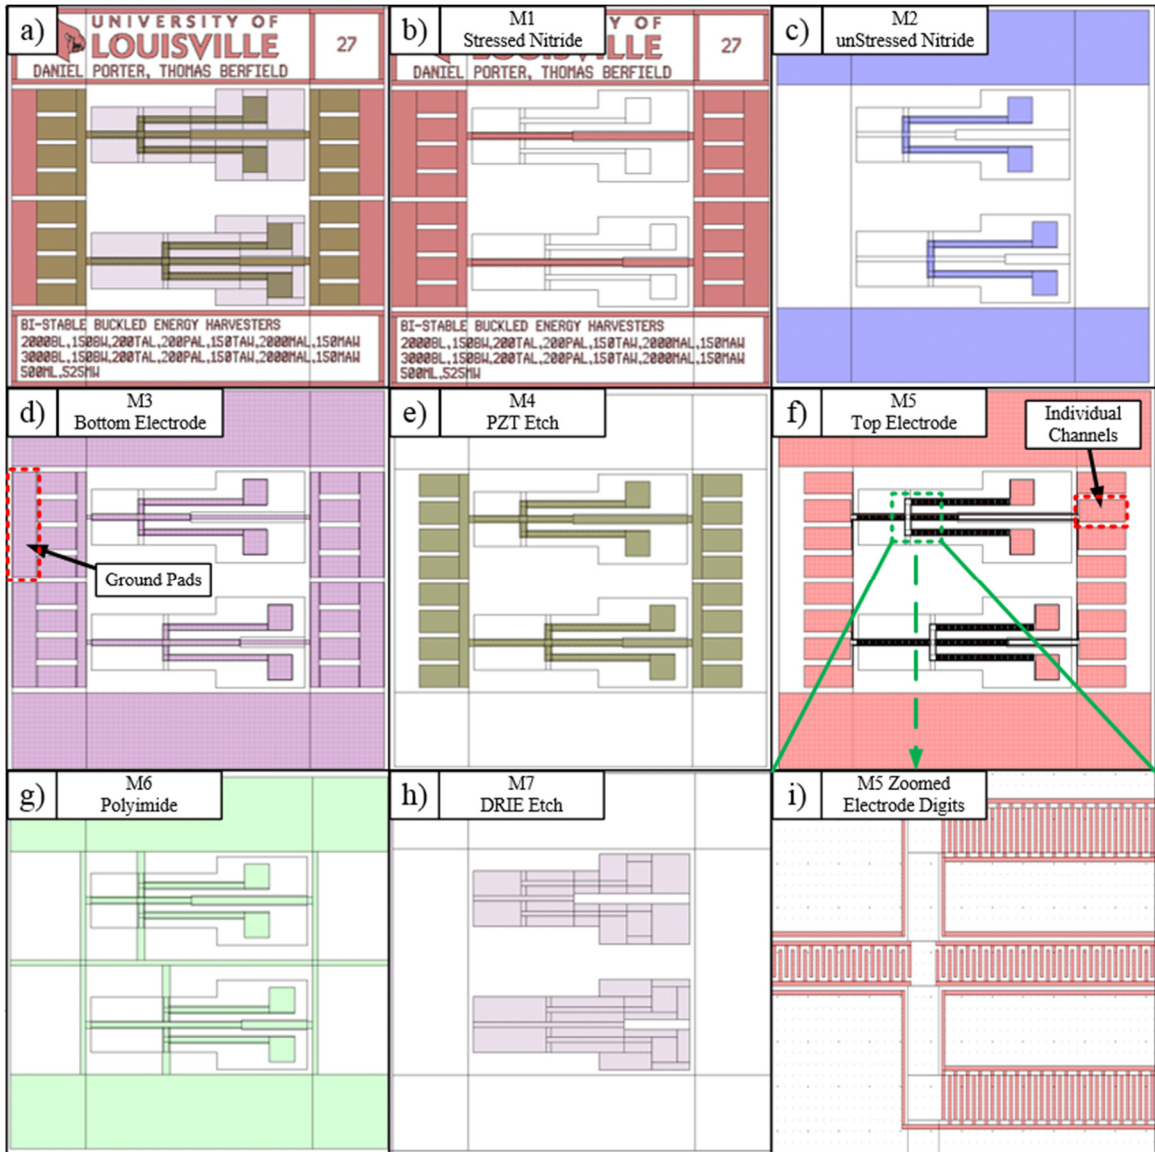 a)
UNIVERSITY OF
LOUISVILLE
27
DANIEL PORTER, THOMAS BERFIELD
BI-STABLE BUCKLED ENERGY HARVESTERS
2000BL,150BW,200TAL,200PAL,150TAW,2000MAL,150MAW
3000BL,150BW,200TAL,200PAL,150TAW,2000MAL,150MAW
500ML,525MW
b)
M1
Stressed Nitride
Y OF
VILLE
27
DANIEL PORTER, THOMAS BERFIELD
BI-STABLE BUCKLED ENERGY HARVESTERS
2000BL,150BW,200TAL,200PAL,150TAW,2000MAL,150MAW
3000BL,150BW,200TAL,200PAL,150TAW,2000MAL,150MAW
500ML,525MW
c)
M2
unStressed Nitride
d)
M3
Bottom Electrode
Ground Pads
e)
M4
PZT Etch
f)
M5
Top Electrode
Individual
Channels
g)
M6
Polyimide
h)
M7
DRIE Etch
i)
M5 Zoomed
Electrode Digits